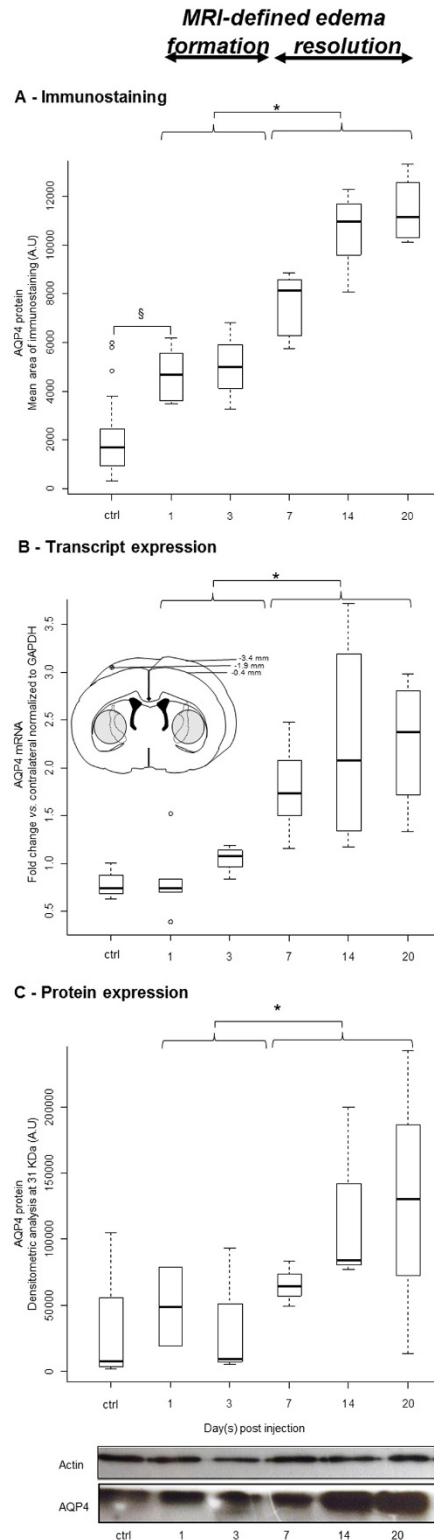 MRI-defined edema
formation resolution
A - Immunostaining
*
§
AQP4 protein
Mean area of immunostaining (A.U)
0 2000 4000 6000 8000 10000 12000
ctrl 1 3 7 14 20
B - Transcript expression
*
AQP4 mRNA
Fold change vs. contralateral normalized to GAPDH
0.5 1.0 1.5 2.0 2.5 3.0 3.5
-3.4 mm
-1.9 mm
-0.4 mm
ctrl 1 3 7 14 20
C - Protein expression
*
AQP4 protein
Densitometric analysis at 31 KDa (A.U)
0 50000 100000 150000 200000
ctrl 1 3 7 14 20
Day(s) post injection
Actin
AQP4
ctrl 1 3 7 14 20